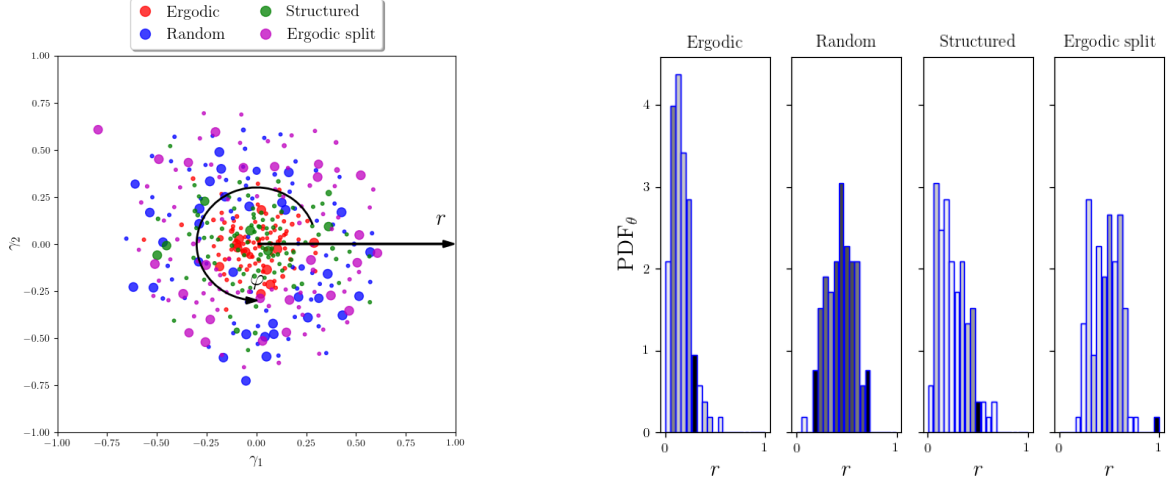 Ergodic
Structured
Random
Ergodic split
1.00
0.75
0.50
0.25
0.00
−0.25
−0.50
−0.75
−1.00
γ2
r
φ
−1.00 −0.75 −0.50 −0.25 0.00 0.25 0.50 0.75 1.00
γ1
Ergodic Random Structured Ergodic split
4
3
2
1
0
PDFθ
0 1 0 1 0 1 0 1
r r r r